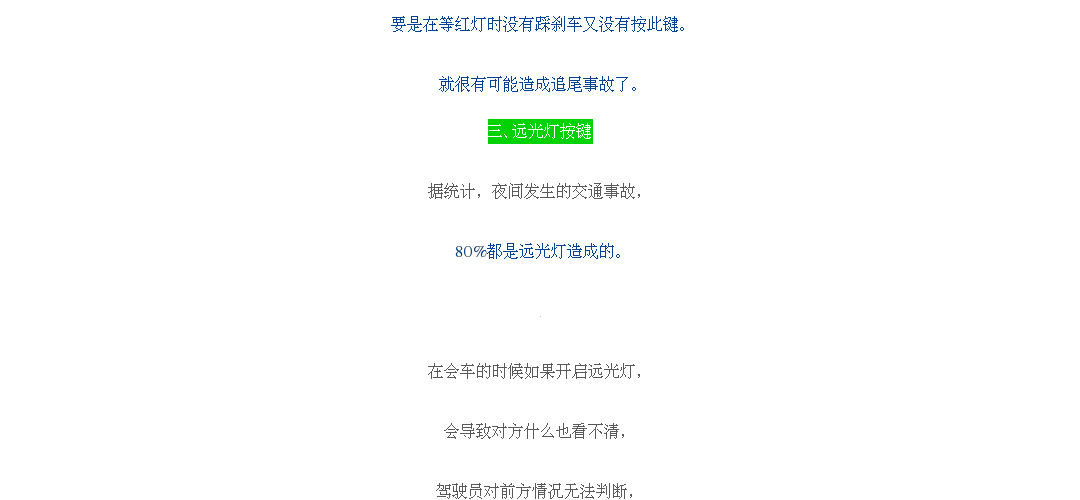 要是在等红灯时没有踩刹车又没有按此键。
就很有可能造成追尾事故了。
三、远光灯按键
据统计，夜间发生的交通事故，
80%都是远光灯造成的。
在会车的时候如果开启远光灯，
会导致对方什么也看不清，
驾驶员对前方情况无法判断，